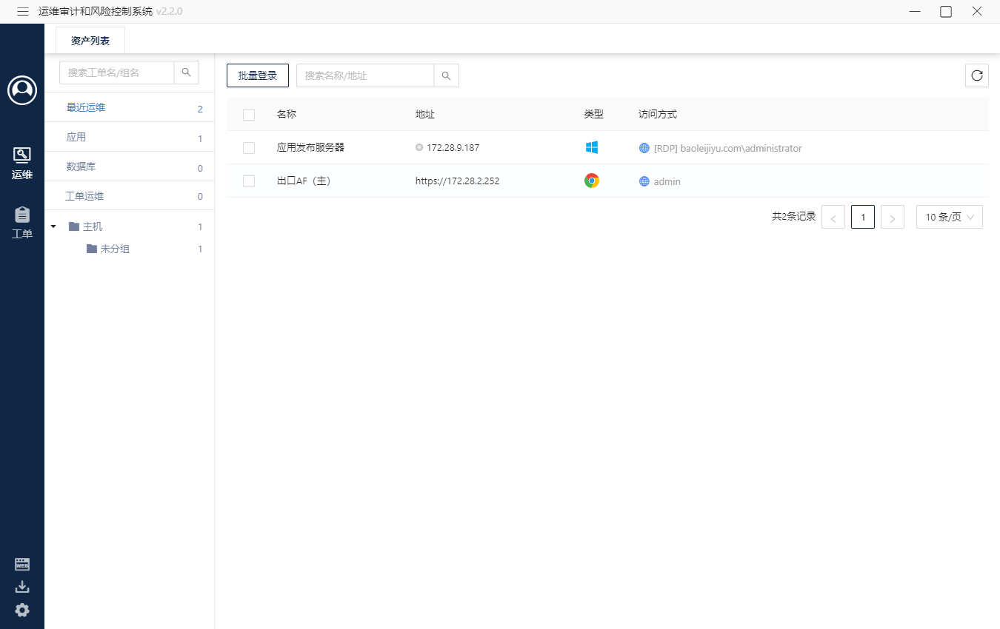 运维审计和风险控制系统 v2.2.0
资产列表
搜索工单名/组名
批量登录
搜索名称/地址
最近运维 2
应用 1
数据库 0
工单运维 0
主机 1
未分组 1
运维
工单
WEB
名称 地址 类型 访问方式
应用发布服务器 172.28.9.187 [RDP] baoleijiyu.com\administrator
出口AF（主） https://172.28.2.252 admin
共2条记录 < 1 > 10 条/页